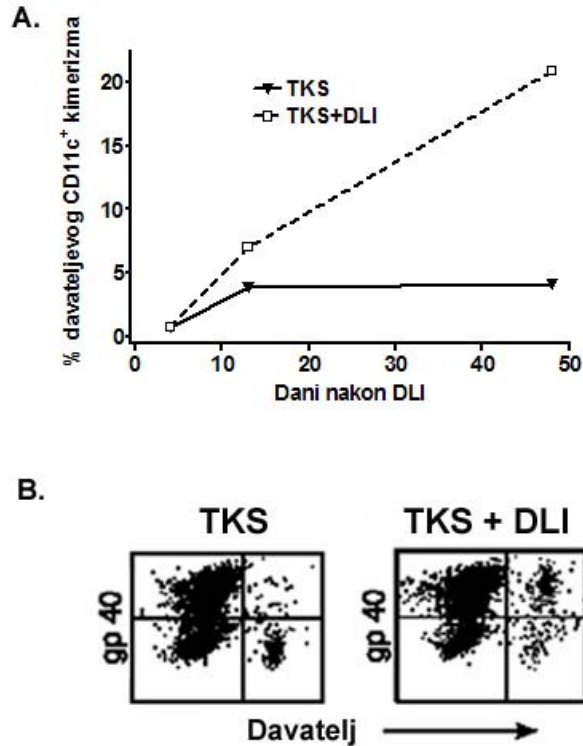 A.
% davateljevog CD11c⁺ kimerizma
20
15
10
5
0
TKS
TKS+DLI
0 10 20 30 40 50
Dani nakon DLI
B.
TKS TKS + DLI
gp 40 gp 40
Davatelj